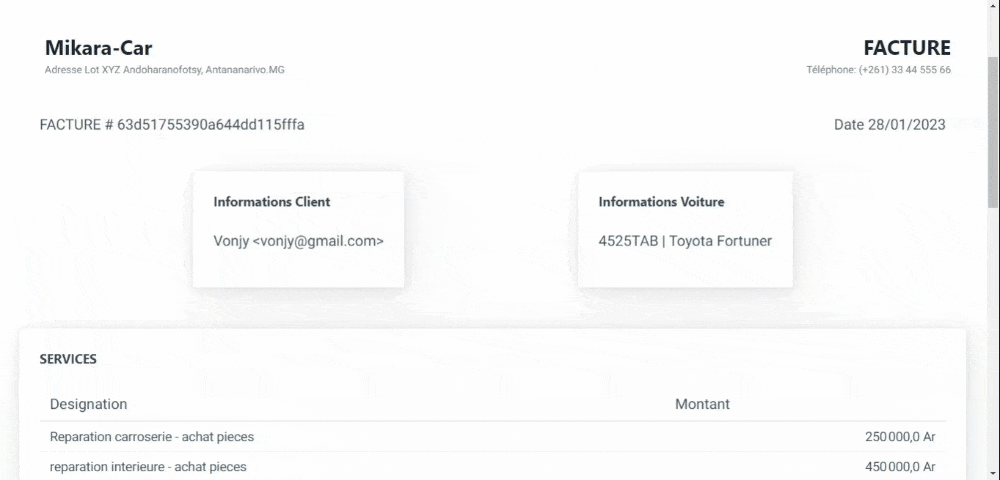 Mikara-Car
FACTURE
Adresse Lot XYZ Andoharanofotsy, Antananarivo.MG
Téléphone: (+261) 33 44 555 66
FACTURE # 63d51755390a644dd115fffa
Date 28/01/2023
Informations Client
Vonjy <vonjy@gmail.com>
Informations Voiture
4525TAB | Toyota Fortuner
SERVICES
Designation
Montant
Reparation carroserie - achat pieces
250 000,0 Ar
reparation interieure - achat pieces
450 000,0 Ar